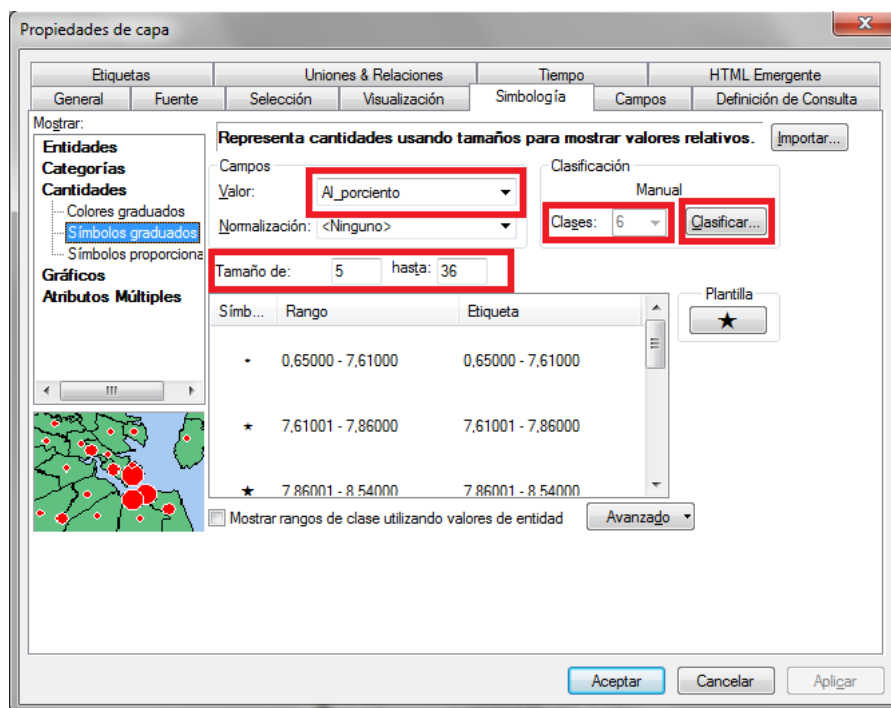 Propiedades de capa
Etiquetas Uniones & Relaciones Tiempo HTML Emergente
General Fuente Selección Visualización Simbología Campos Definición de Consulta
Mostrar:
Entidades
Categorías
Cantidades
Colores graduados
Símbolos graduados
Símbolos proporciona
Gráficos
Atributos Múltiples
Representa cantidades usando tamaños para mostrar valores relativos. Importar...
Campos
Valor: Al_porciento
Normalización: <Ninguno>
Clasificación
Manual
Clases: 6 Clasificar...
Tamaño de: 5 hasta: 36
Símb... Rango Etiqueta
0,65000 - 7,61000 0,65000 - 7,61000
7,61001 - 7,86000 7,61001 - 7,86000
7,86001 - 8,54000 7,86001 - 8,54000
Plantilla
Mostrar rangos de clase utilizando valores de entidad Avanzado
Aceptar Cancelar Aplicar